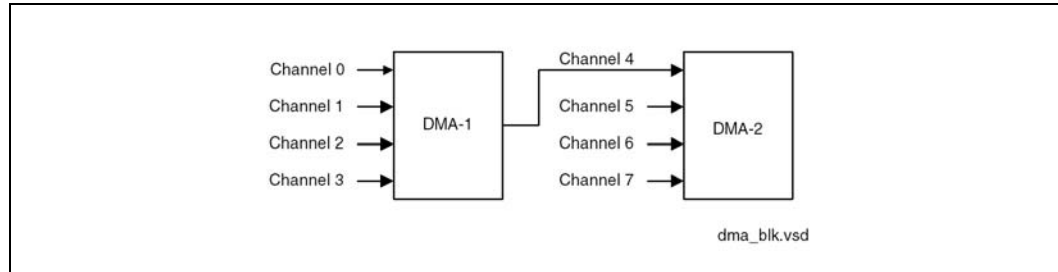 Channel 0
Channel 1
Channel 2
Channel 3
DMA-1
Channel 4
Channel 5
Channel 6
Channel 7
DMA-2
dma_blk.vsd